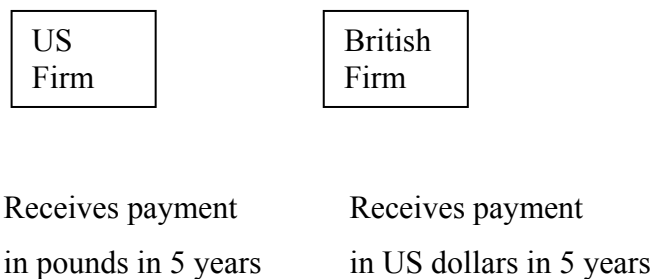 US
Firm
British
Firm
Receives payment
in pounds in 5 years
Receives payment
in US dollars in 5 years